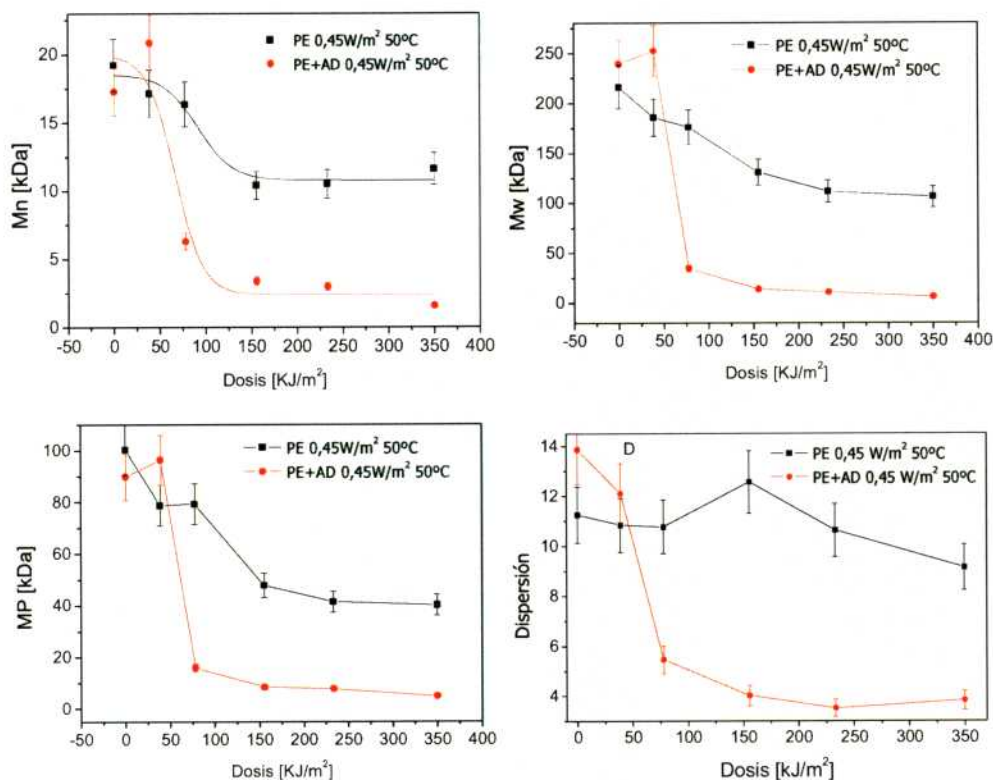 Mn [kDa]
20
15
10
5
0
PE 0,45W/m² 50ºC
PE+AD 0,45W/m² 50ºC
-50 0 50 100 150 200 250 300 350 400
Dosis [KJ/m²]
Mw [kDa]
250
200
150
100
50
0
PE 0,45W/m² 50ºC
PE+AD 0,45W/m² 50ºC
-50 0 50 100 150 200 250 300 350 400
Dosis [KJ/m²]
MP [kDa]
100
80
60
40
20
0
PE 0,45W/m² 50ºC
PE+AD 0,45W/m² 50ºC
-50 0 50 100 150 200 250 300 350 400
Dosis [KJ/m²]
Dispersión
14
12
10
8
6
4
D
PE 0,45 W/m² 50ºC
PE+AD 0,45 W/m² 50ºC
0 50 100 150 200 250 300 350
Dosis [kJ/m²]